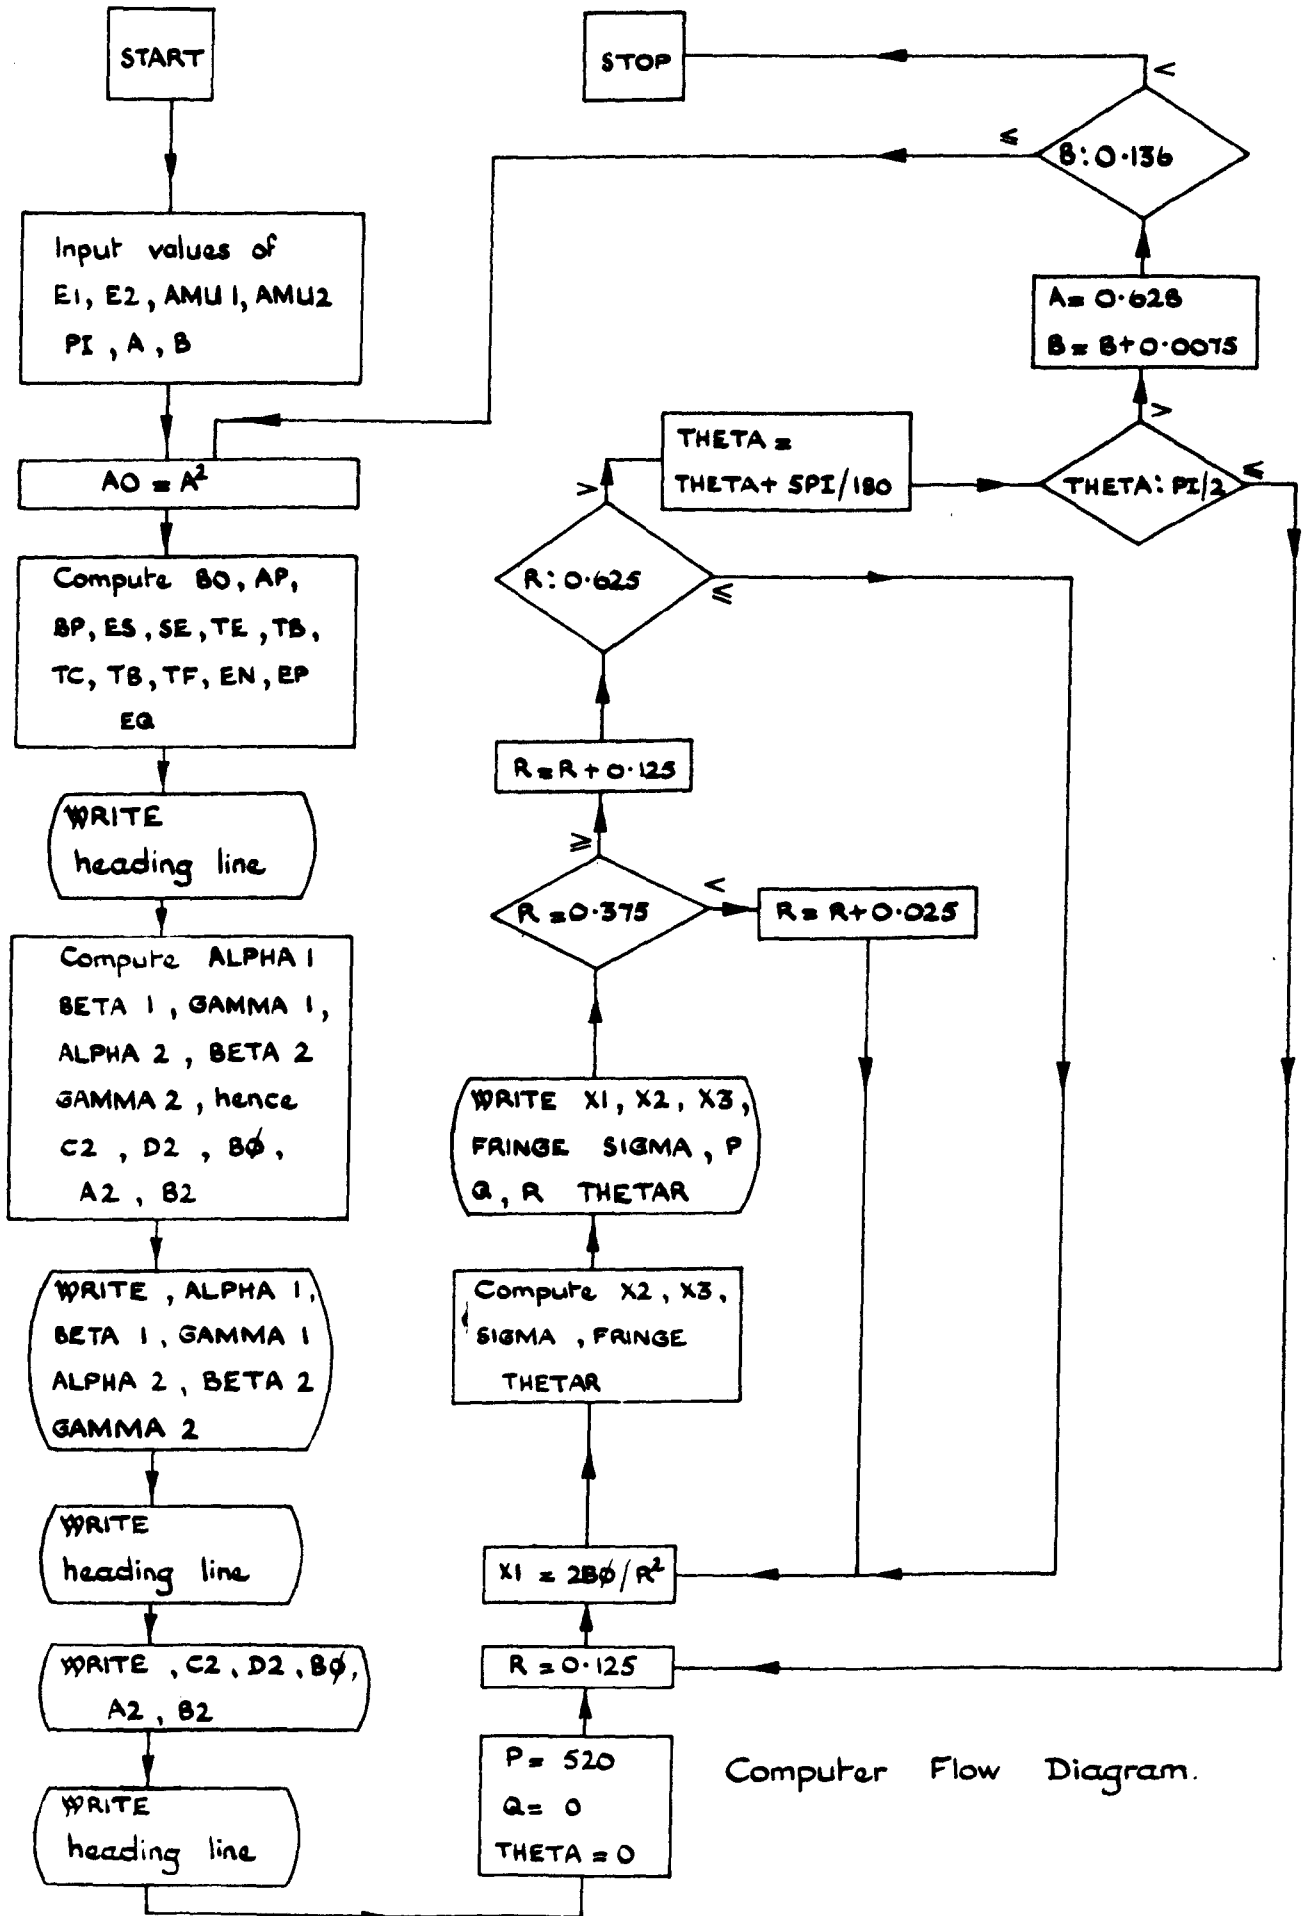 START
Input values of
E1, E2, AMU 1, AMU2
PI, A, B
A0 = A²
Compute B0, AP,
BP, ES, SE, TE, TB,
TC, TB, TF, EN, EP
EQ
WRITE
heading line
Compute ALPHA 1
BETA 1, GAMMA 1,
ALPHA 2, BETA 2
GAMMA 2, hence
C2, D2, BØ,
A2, B2
WRITE, ALPHA 1,
BETA 1, GAMMA 1
ALPHA 2, BETA 2
GAMMA 2
WRITE
heading line
WRITE, C2, D2, BØ,
A2, B2
WRITE
heading line
P = 520
Q = 0
THETA = 0
R = 0.125
X1 = 2BØ/R²
Compute X2, X3,
SIGMA, FRINGE
THETAR
WRITE X1, X2, X3,
FRINGE SIGMA, P
Q, R THETAR
R = 0.375
≥
<
R = R + 0.025
R = R + 0.125
R: 0.625
>
≤
THETA =
THETA + 5PI/180
THETA: PI/2
>
≤
A = 0.628
B = B + 0.0075
B: 0.136
≤
<
STOP
Computer Flow Diagram.